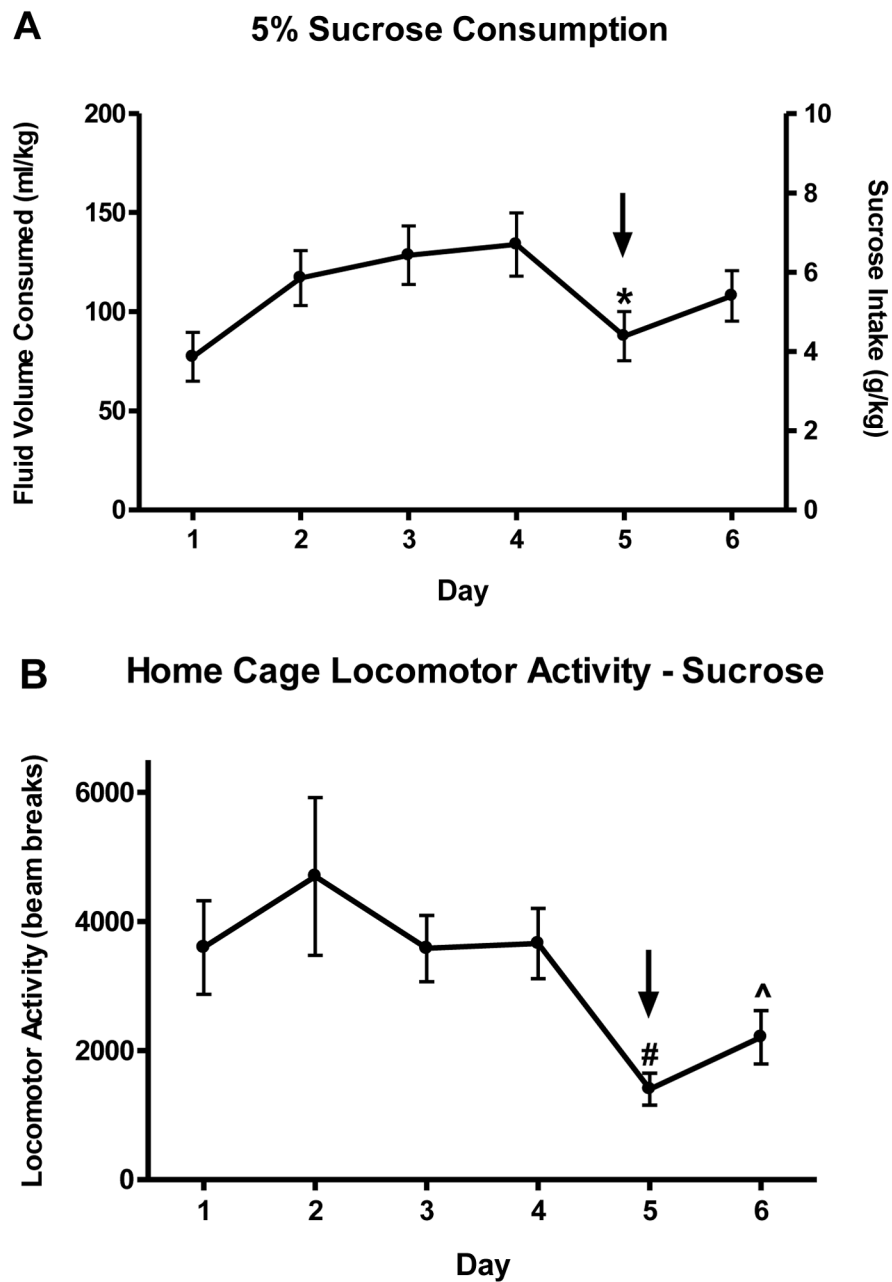 A
5% Sucrose Consumption
Fluid Volume Consumed (ml/kg)
200
150
100
50
0
*
10
8
6
4
2
0
Sucrose Intake (g/kg)
1 2 3 4 5 6
Day
B
Home Cage Locomotor Activity - Sucrose
Locomotor Activity (beam breaks)
6000
4000
2000
0
#
^
1 2 3 4 5 6
Day